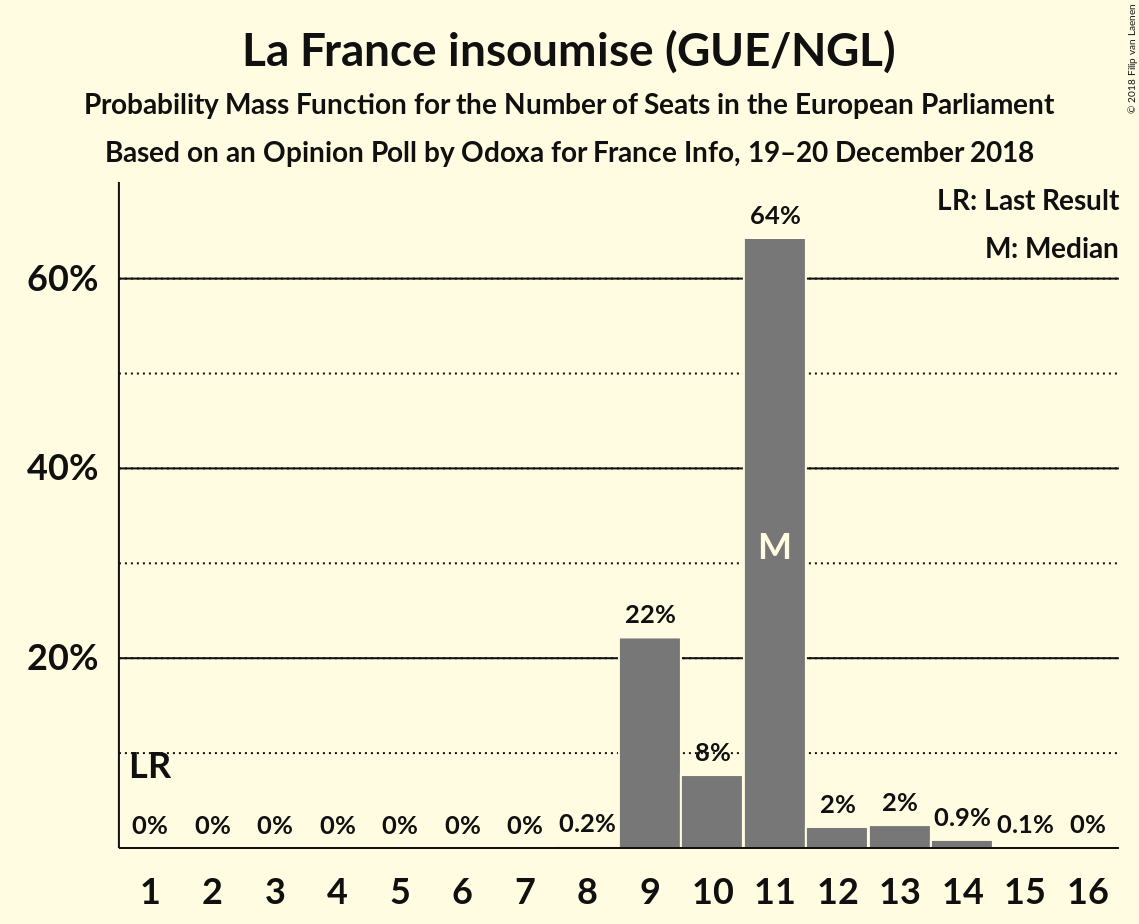 La France insoumise (GUE/NGL)
Probability Mass Function for the Number of Seats in the European Parliament
Based on an Opinion Poll by Odoxa for France Info, 19–20 December 2018
© 2018 Filip van Laenen
LR: Last Result
M: Median
64%
60%
40%
M
22%
20%
8%
LR
0% 0% 0% 0% 0% 0% 0% 0.2% 2% 2% 0.9% 0.1% 0%
1 2 3 4 5 6 7 8 9 10 11 12 13 14 15 16